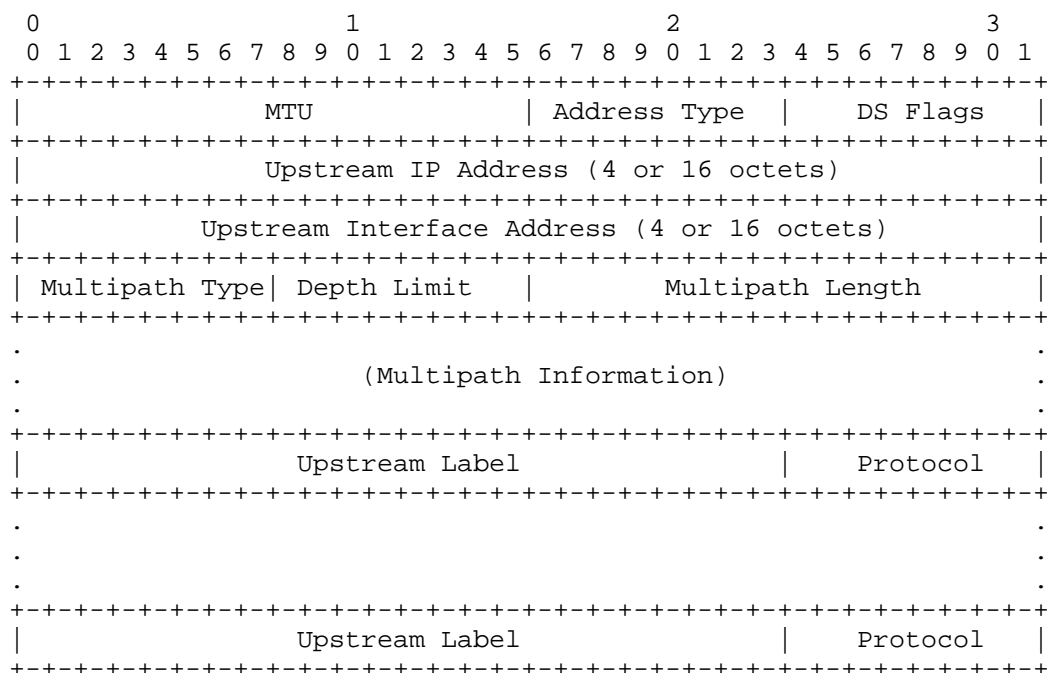 0                   1                   2                   3
 0 1 2 3 4 5 6 7 8 9 0 1 2 3 4 5 6 7 8 9 0 1 2 3 4 5 6 7 8 9 0 1
+-+-+-+-+-+-+-+-+-+-+-+-+-+-+-+-+-+-+-+-+-+-+-+-+-+-+-+-+-+-+-+-+
|               MTU             | Address Type  |    DS Flags   |
+-+-+-+-+-+-+-+-+-+-+-+-+-+-+-+-+-+-+-+-+-+-+-+-+-+-+-+-+-+-+-+-+
|               Upstream IP Address (4 or 16 octets)            |
+-+-+-+-+-+-+-+-+-+-+-+-+-+-+-+-+-+-+-+-+-+-+-+-+-+-+-+-+-+-+-+-+
|           Upstream Interface Address (4 or 16 octets)         |
+-+-+-+-+-+-+-+-+-+-+-+-+-+-+-+-+-+-+-+-+-+-+-+-+-+-+-+-+-+-+-+-+
| Multipath Type| Depth Limit   |        Multipath Length       |
+-+-+-+-+-+-+-+-+-+-+-+-+-+-+-+-+-+-+-+-+-+-+-+-+-+-+-+-+-+-+-+-+
.                                                               .
.                     (Multipath Information)                   .
.                                                               .
+-+-+-+-+-+-+-+-+-+-+-+-+-+-+-+-+-+-+-+-+-+-+-+-+-+-+-+-+-+-+-+-+
|                 Upstream Label                |    Protocol   |
+-+-+-+-+-+-+-+-+-+-+-+-+-+-+-+-+-+-+-+-+-+-+-+-+-+-+-+-+-+-+-+-+
.                                                               .
.                                                               .
.                                                               .
+-+-+-+-+-+-+-+-+-+-+-+-+-+-+-+-+-+-+-+-+-+-+-+-+-+-+-+-+-+-+-+-+
|                 Upstream Label                |    Protocol   |
+-+-+-+-+-+-+-+-+-+-+-+-+-+-+-+-+-+-+-+-+-+-+-+-+-+-+-+-+-+-+-+-+